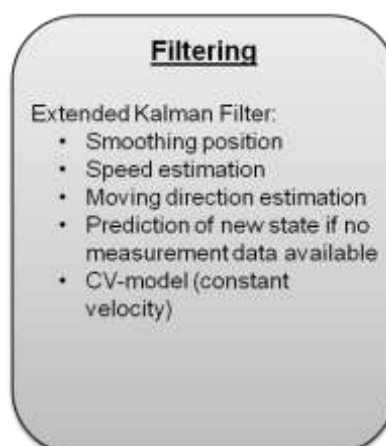 Filtering
Extended Kalman Filter:
• Smoothing position
• Speed estimation
• Moving direction estimation
• Prediction of new state if no
measurement data available
• CV-model (constant
velocity)